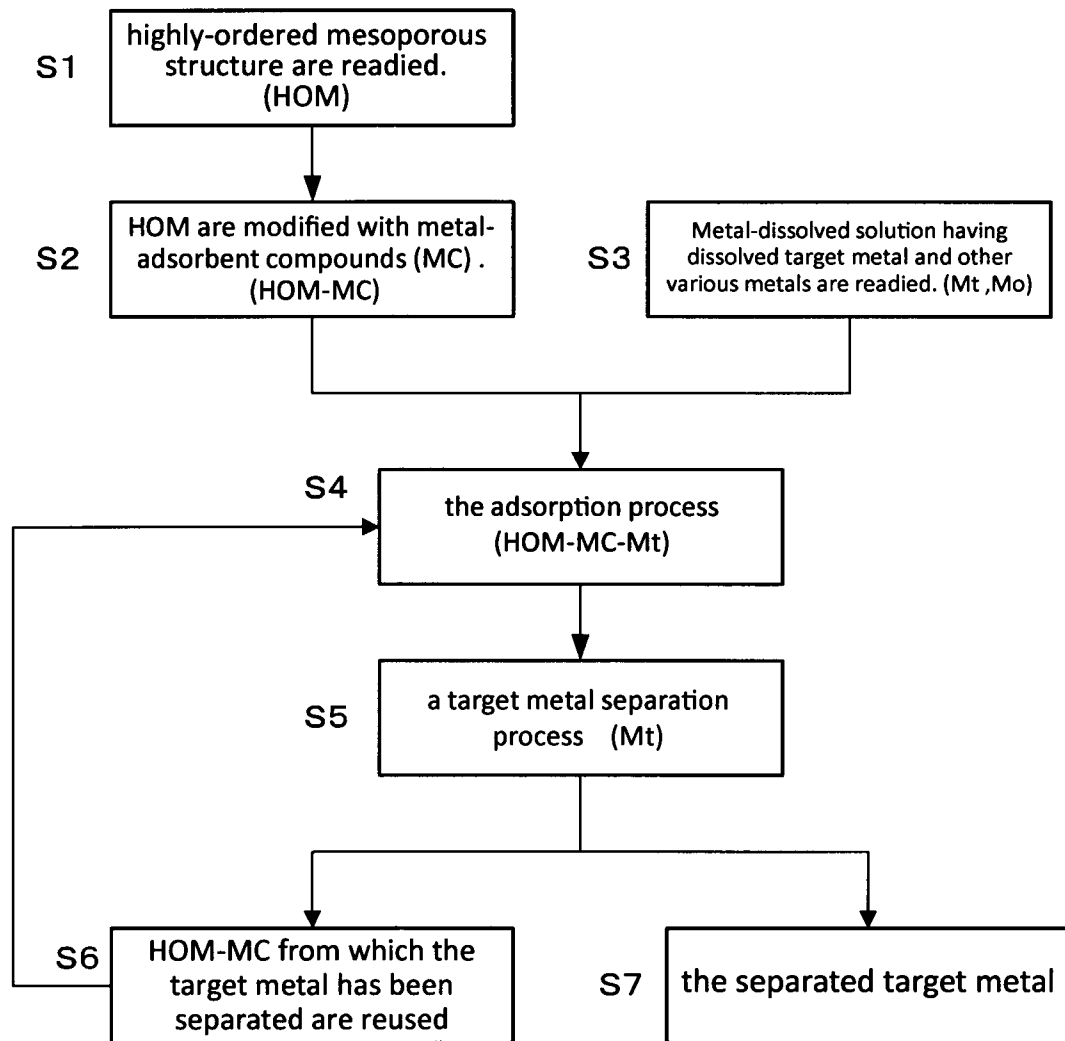 S1
highly-ordered mesoporous
structure are readied.
(HOM)
S2
HOM are modified with metal-
adsorbent compounds (MC) .
(HOM-MC)
S3
Metal-dissolved solution having
dissolved target metal and other
various metals are readied. (Mt ,Mo)
S4
the adsorption process
(HOM-MC-Mt)
S5
a target metal separation
process (Mt)
S6
HOM-MC from which the
target metal has been
separated are reused
S7
the separated target metal